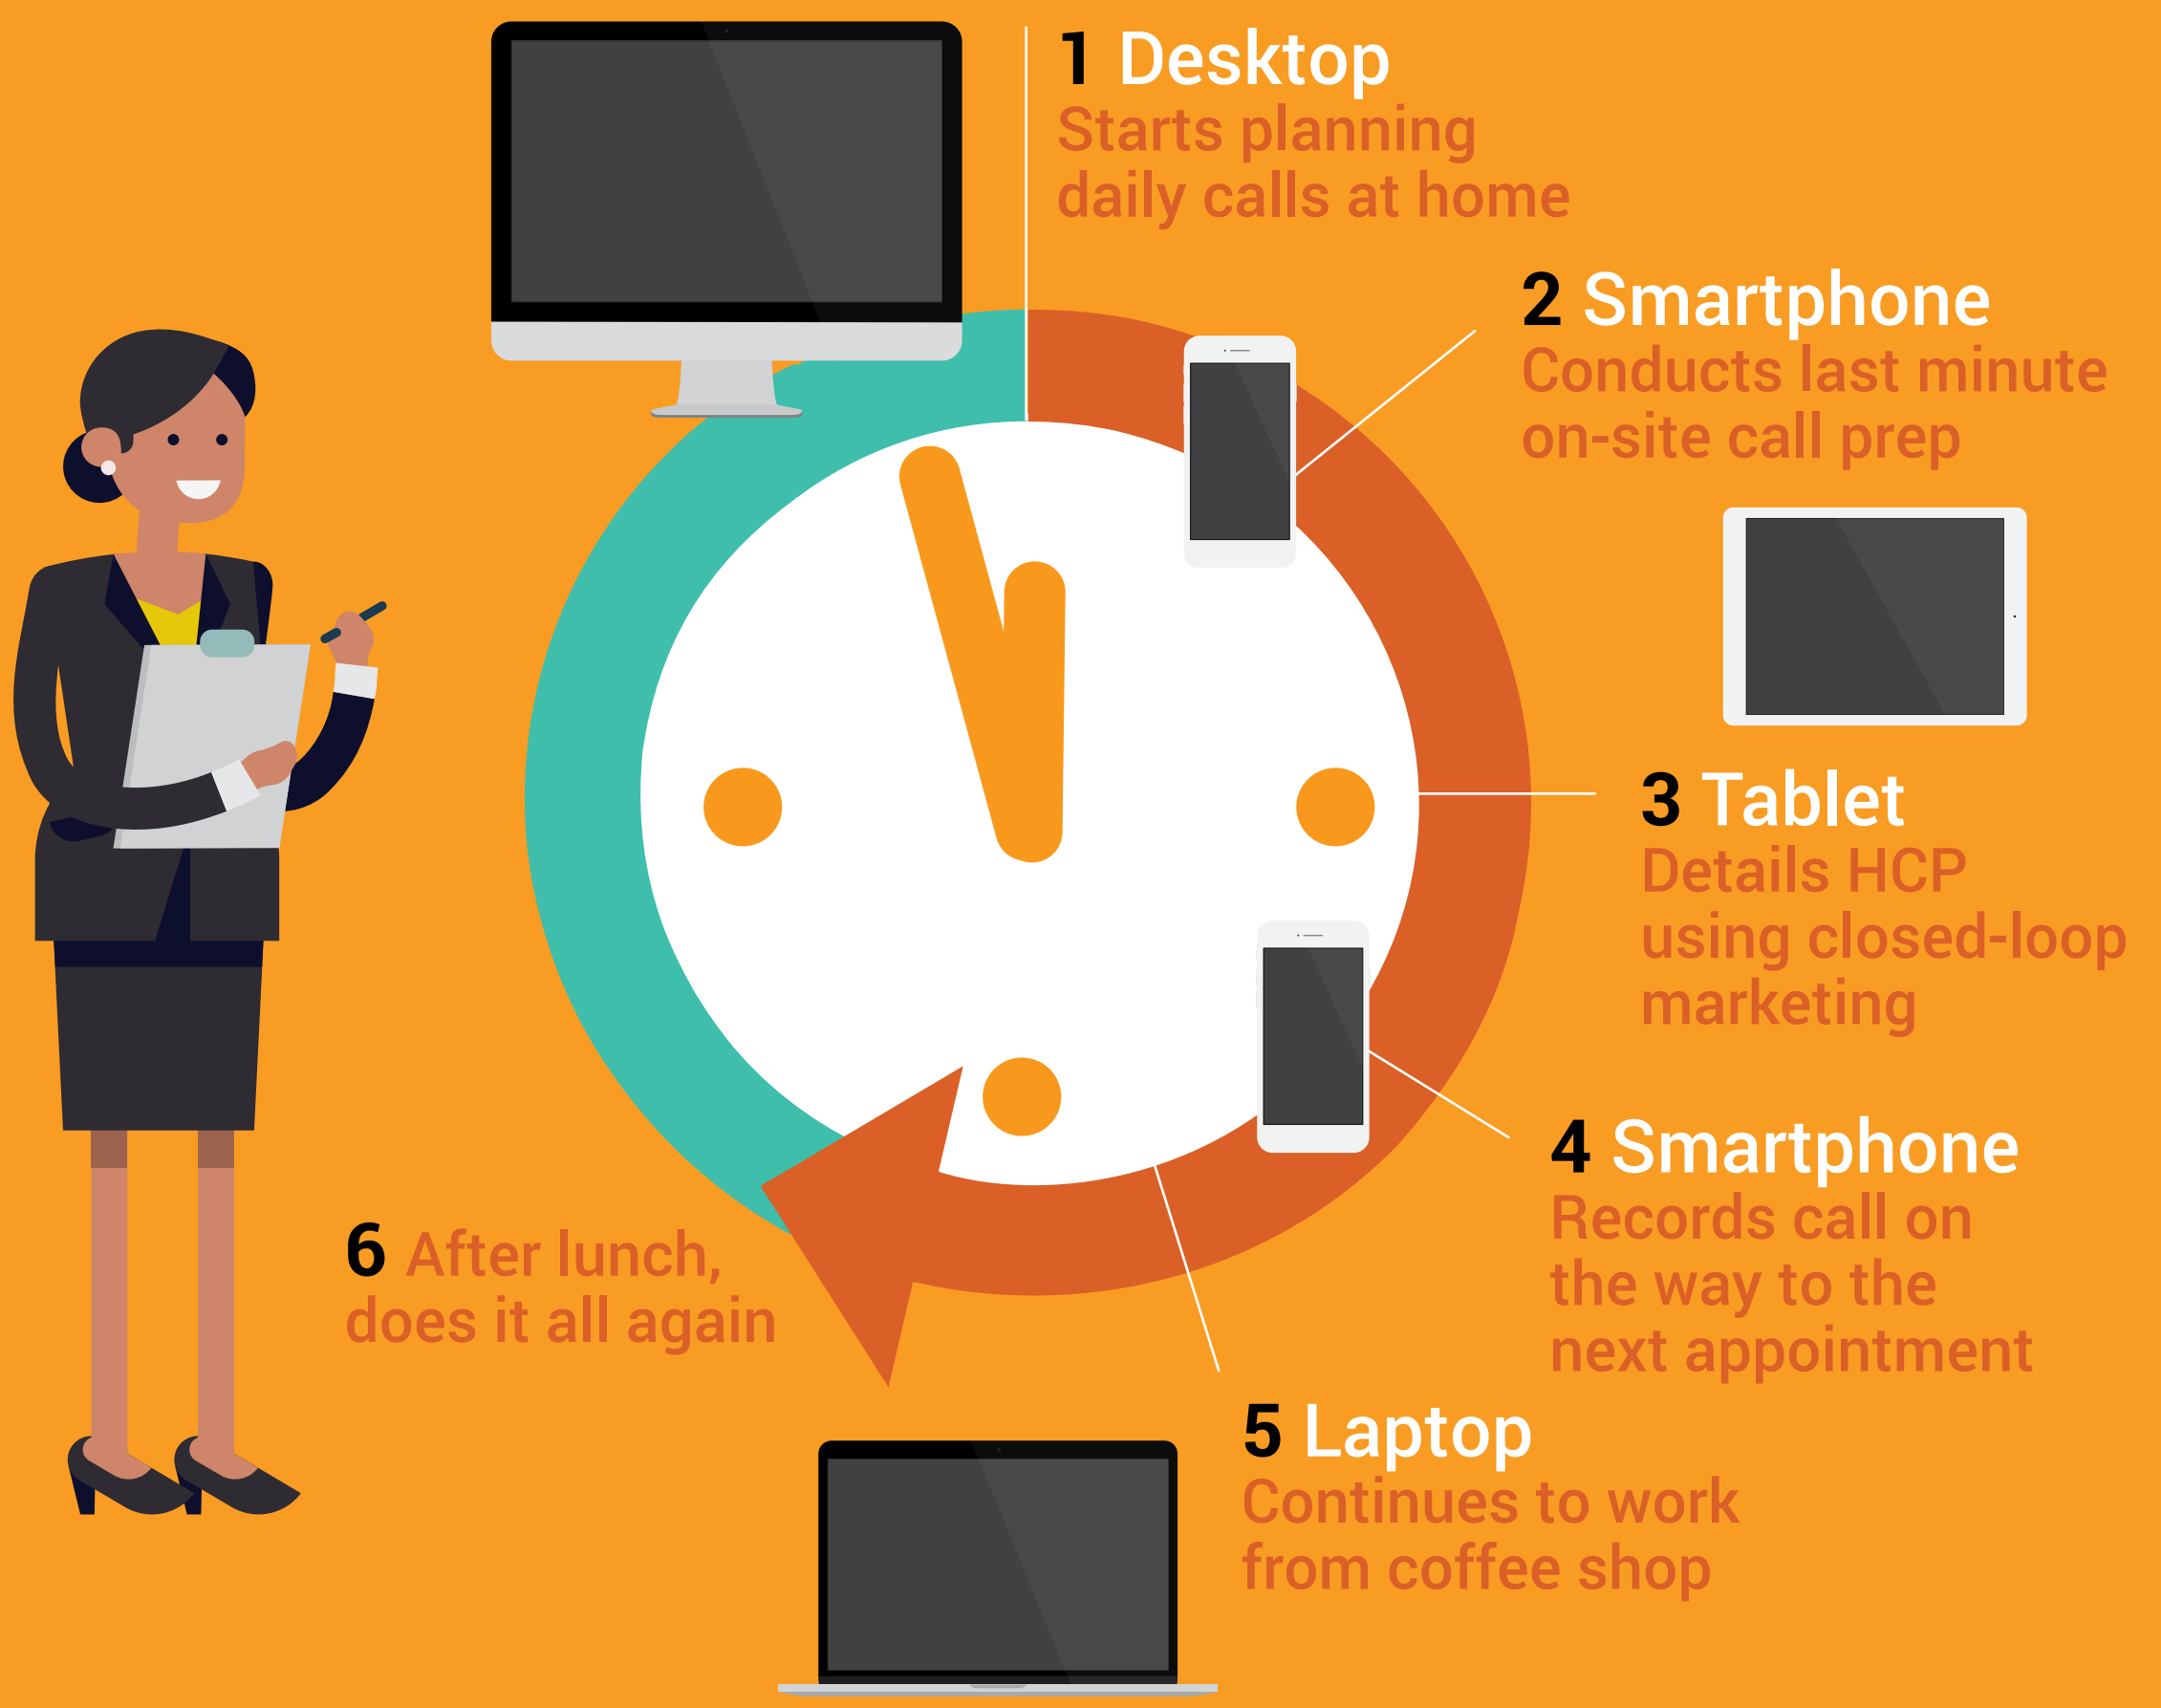 1 Desktop
Starts planning
daily calls at home
2 Smartphone
Conducts last minute
on-site call prep
3 Tablet
Details HCP
using closed-loop
marketing
4 Smartphone
Records call on
the way to the
next appointment
5 Laptop
Continues to work
from coffee shop
6 After lunch,
does it all again